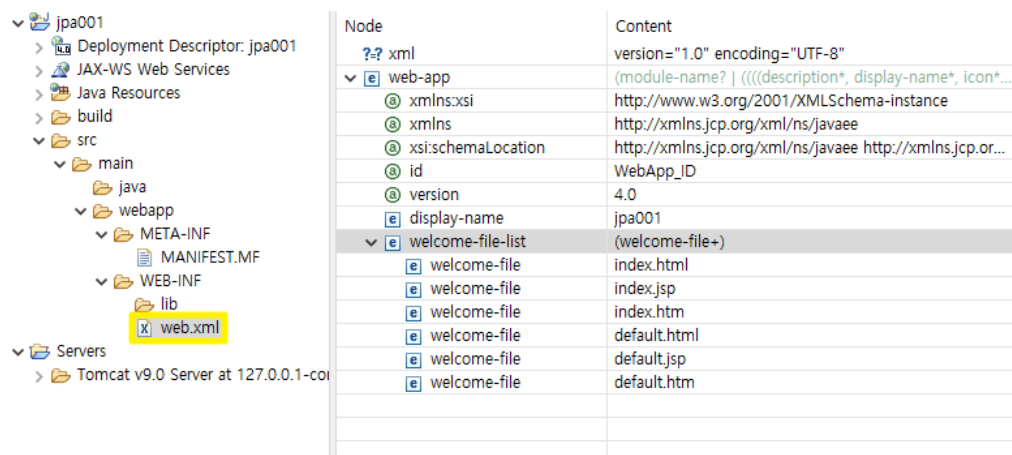 jpa001
Deployment Descriptor: jpa001
JAX-WS Web Services
Java Resources
build
src
main
java
webapp
META-INF
MANIFEST.MF
WEB-INF
lib
web.xml
Servers
Tomcat v9.0 Server at 127.0.0.1-co
Node Content
?=? xml version="1.0" encoding="UTF-8"
e web-app (module-name? | ((((description*, display-name*, icon*...
a xmlns:xsi http://www.w3.org/2001/XMLSchema-instance
a xmlns http://xmlns.jcp.org/xml/ns/javaee
a xsi:schemaLocation http://xmlns.jcp.org/xml/ns/javaee http://xmlns.jcp.or...
a id WebApp_ID
a version 4.0
e display-name jpa001
e welcome-file-list (welcome-file+)
e welcome-file index.html
e welcome-file index.jsp
e welcome-file index.htm
e welcome-file default.html
e welcome-file default.jsp
e welcome-file default.htm